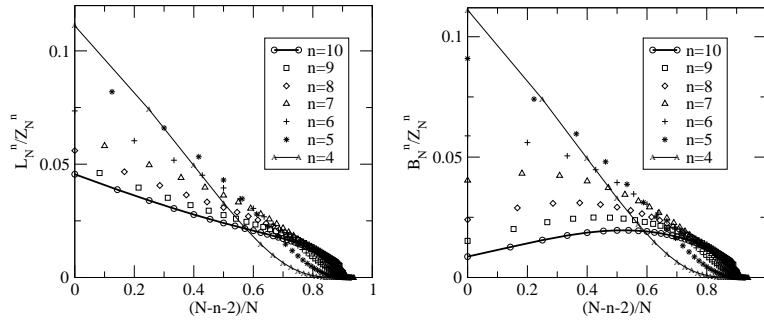 0.1
0.05
0
L_N^n/Z_N^n
n=10
n=9
n=8
n=7
n=6
n=5
n=4
0 0.2 0.4 0.6 0.8 1
(N-n-2)/N
0.1
0.05
0
B_N^n/Z_N^n
n=10
n=9
n=8
n=7
n=6
n=5
n=4
0 0.2 0.4 0.6 0.8 1
(N-n-2)/N